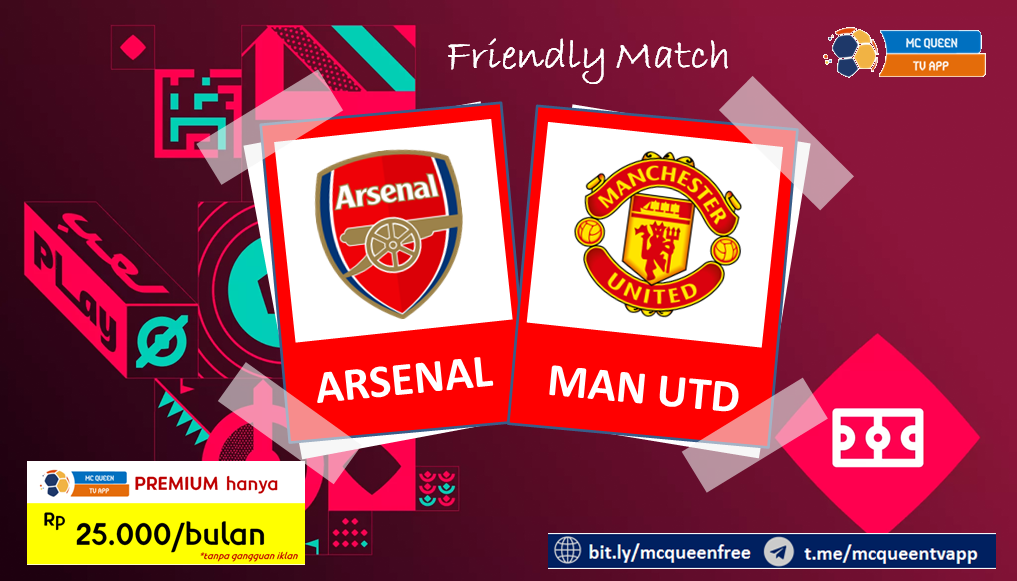 Friendly Match
MC QUEEN
TV APP
Arsenal
MANCHESTER
UNITED
ARSENAL
MAN UTD
Play
MC QUEEN
TV APP
PREMIUM hanya
Rp 25.000/bulan
*tanpa gangguan iklan
bit.ly/mcqueenfree
t.me/mcqueentvapp